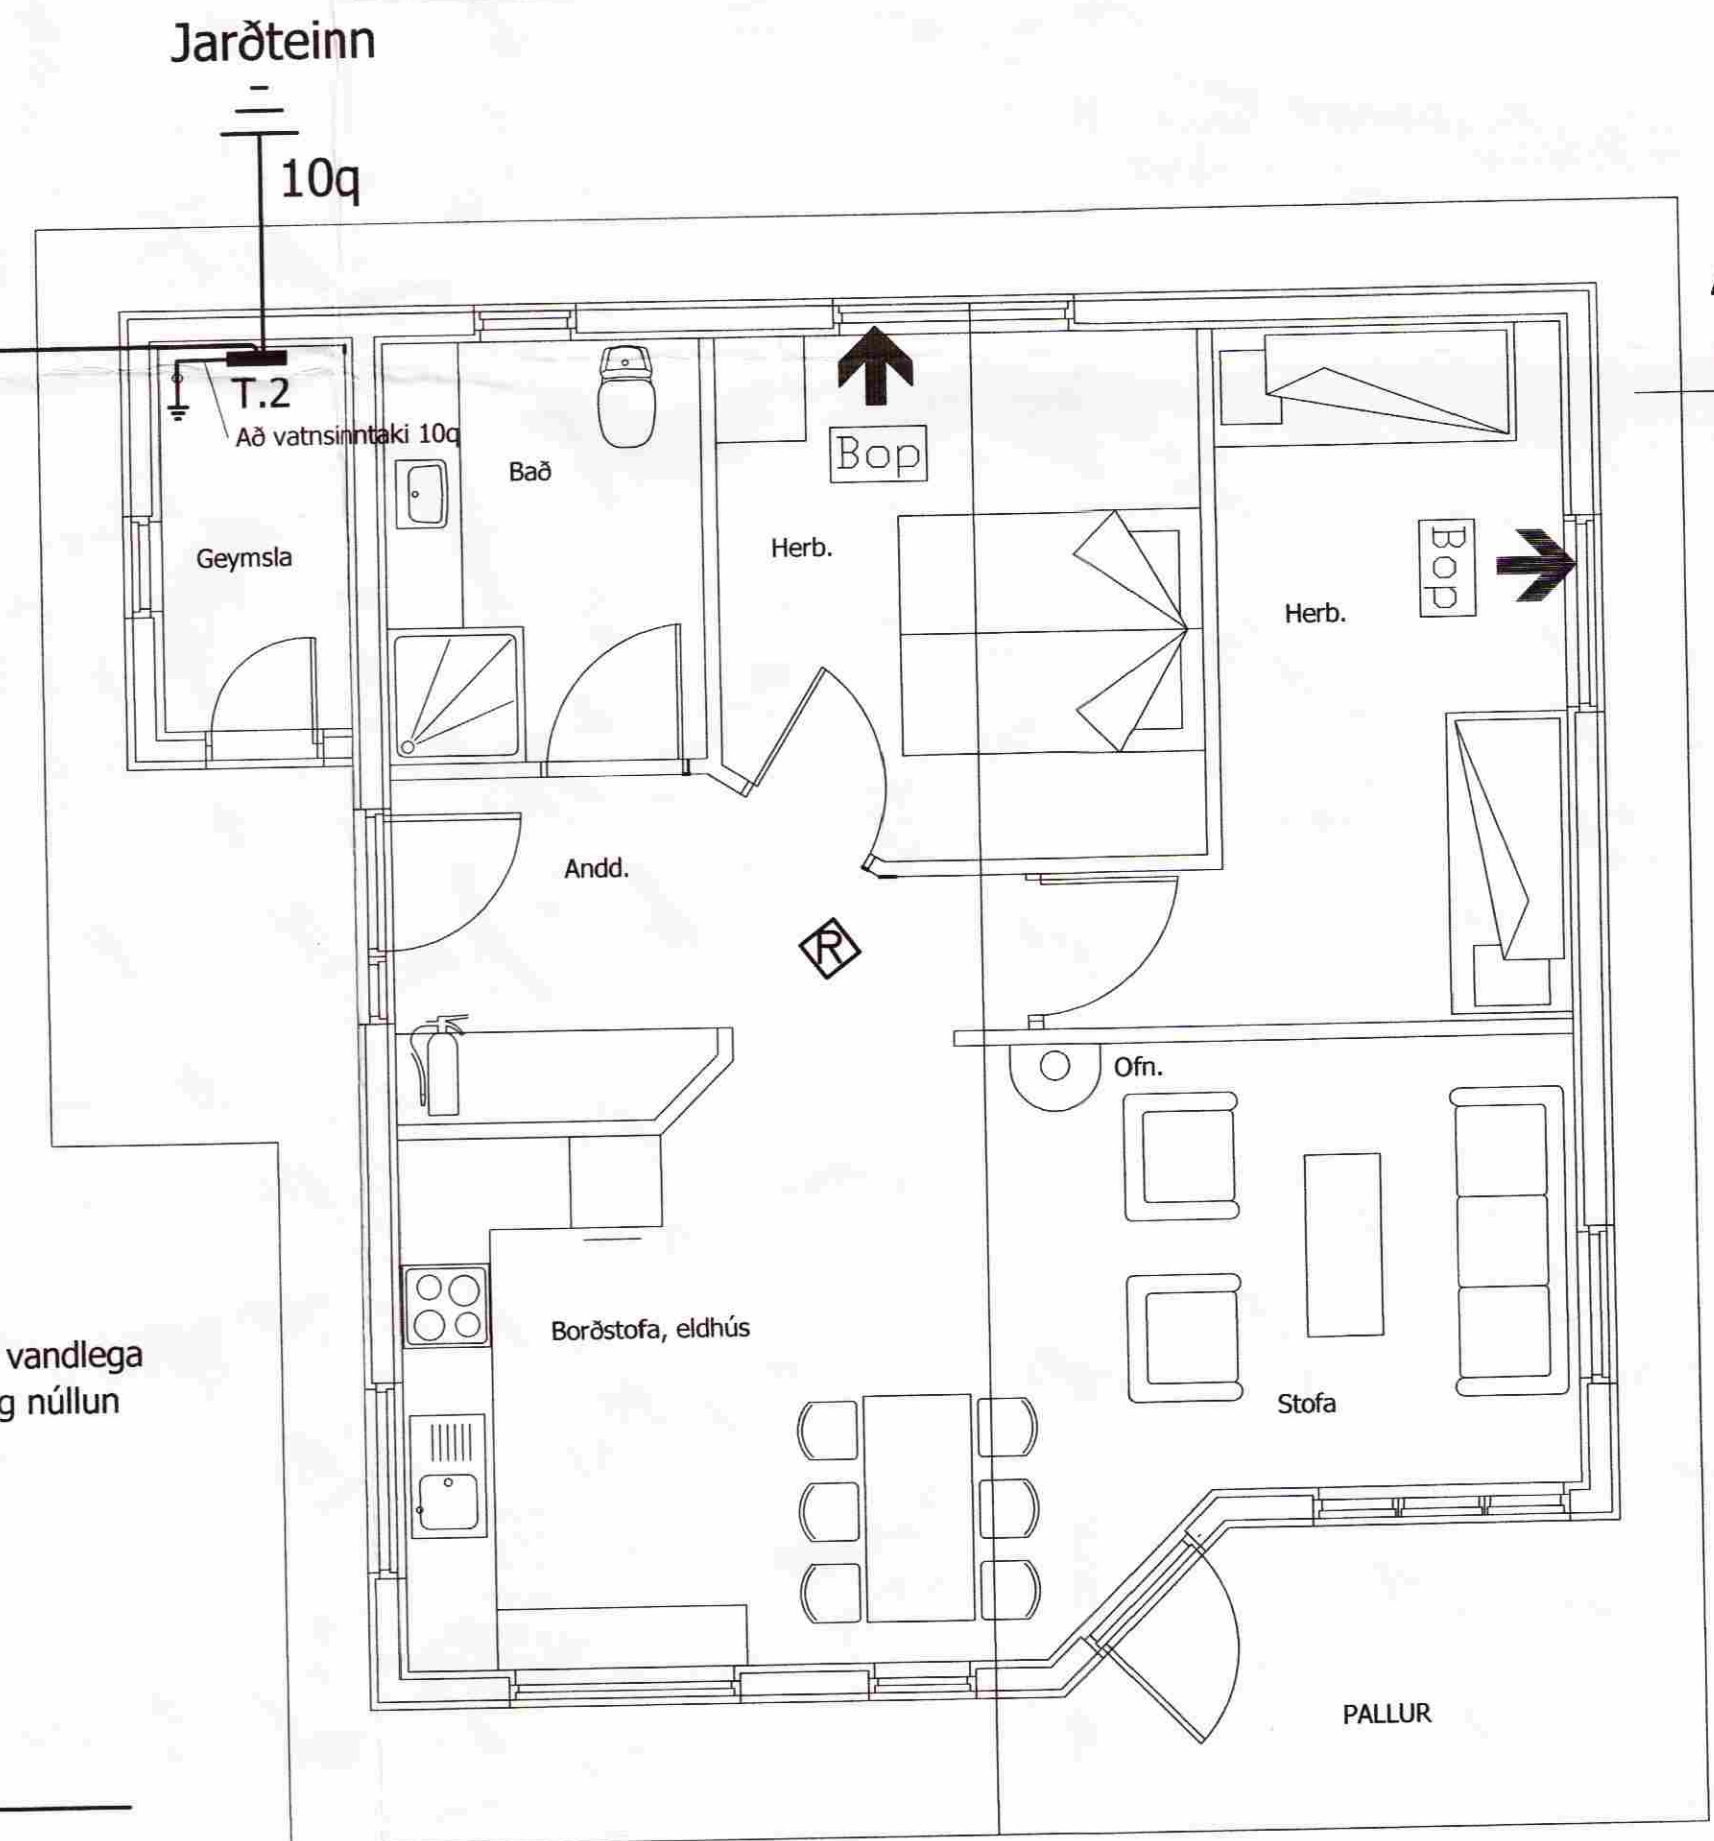 Jarðteinn
10q
T.2
Að vatnsinntaki 10q
Bað
Bop
Geymsla
Herb.
Bop
Herb.
Andd.
R
Ofn.
Borðstofa, eldhús
vandlega
g núllun
Stofa
PALLUR